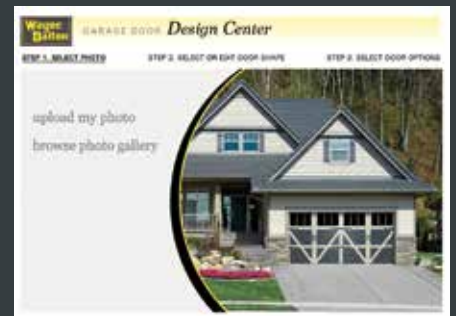 Wayne
Dalton
GARAGE DOOR Design Center
STEP 1. SELECT PHOTO
STEP 2. SELECT OR EDIT DOOR SHAPE
STEP 3. SELECT DOOR OPTIONS
upload my photo
browse photo gallery